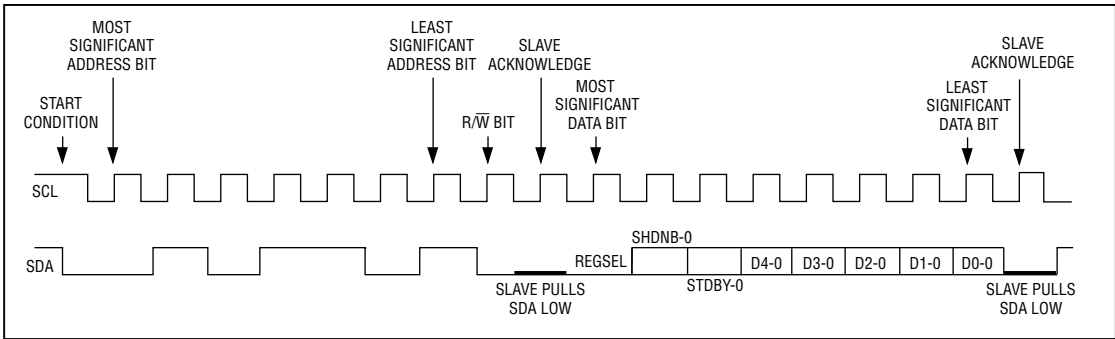 MOST
SIGNIFICANT
ADDRESS BIT
LEAST
SIGNIFICANT
ADDRESS BIT
SLAVE
ACKNOWLEDGE
SLAVE
ACKNOWLEDGE
START
CONDITION
R/W̅ BIT
MOST
SIGNIFICANT
DATA BIT
LEAST
SIGNIFICANT
DATA BIT
SCL
SDA
REGSEL
SHDNB-0
STDBY-0
D4-0
D3-0
D2-0
D1-0
D0-0
SLAVE PULLS
SDA LOW
SLAVE PULLS
SDA LOW